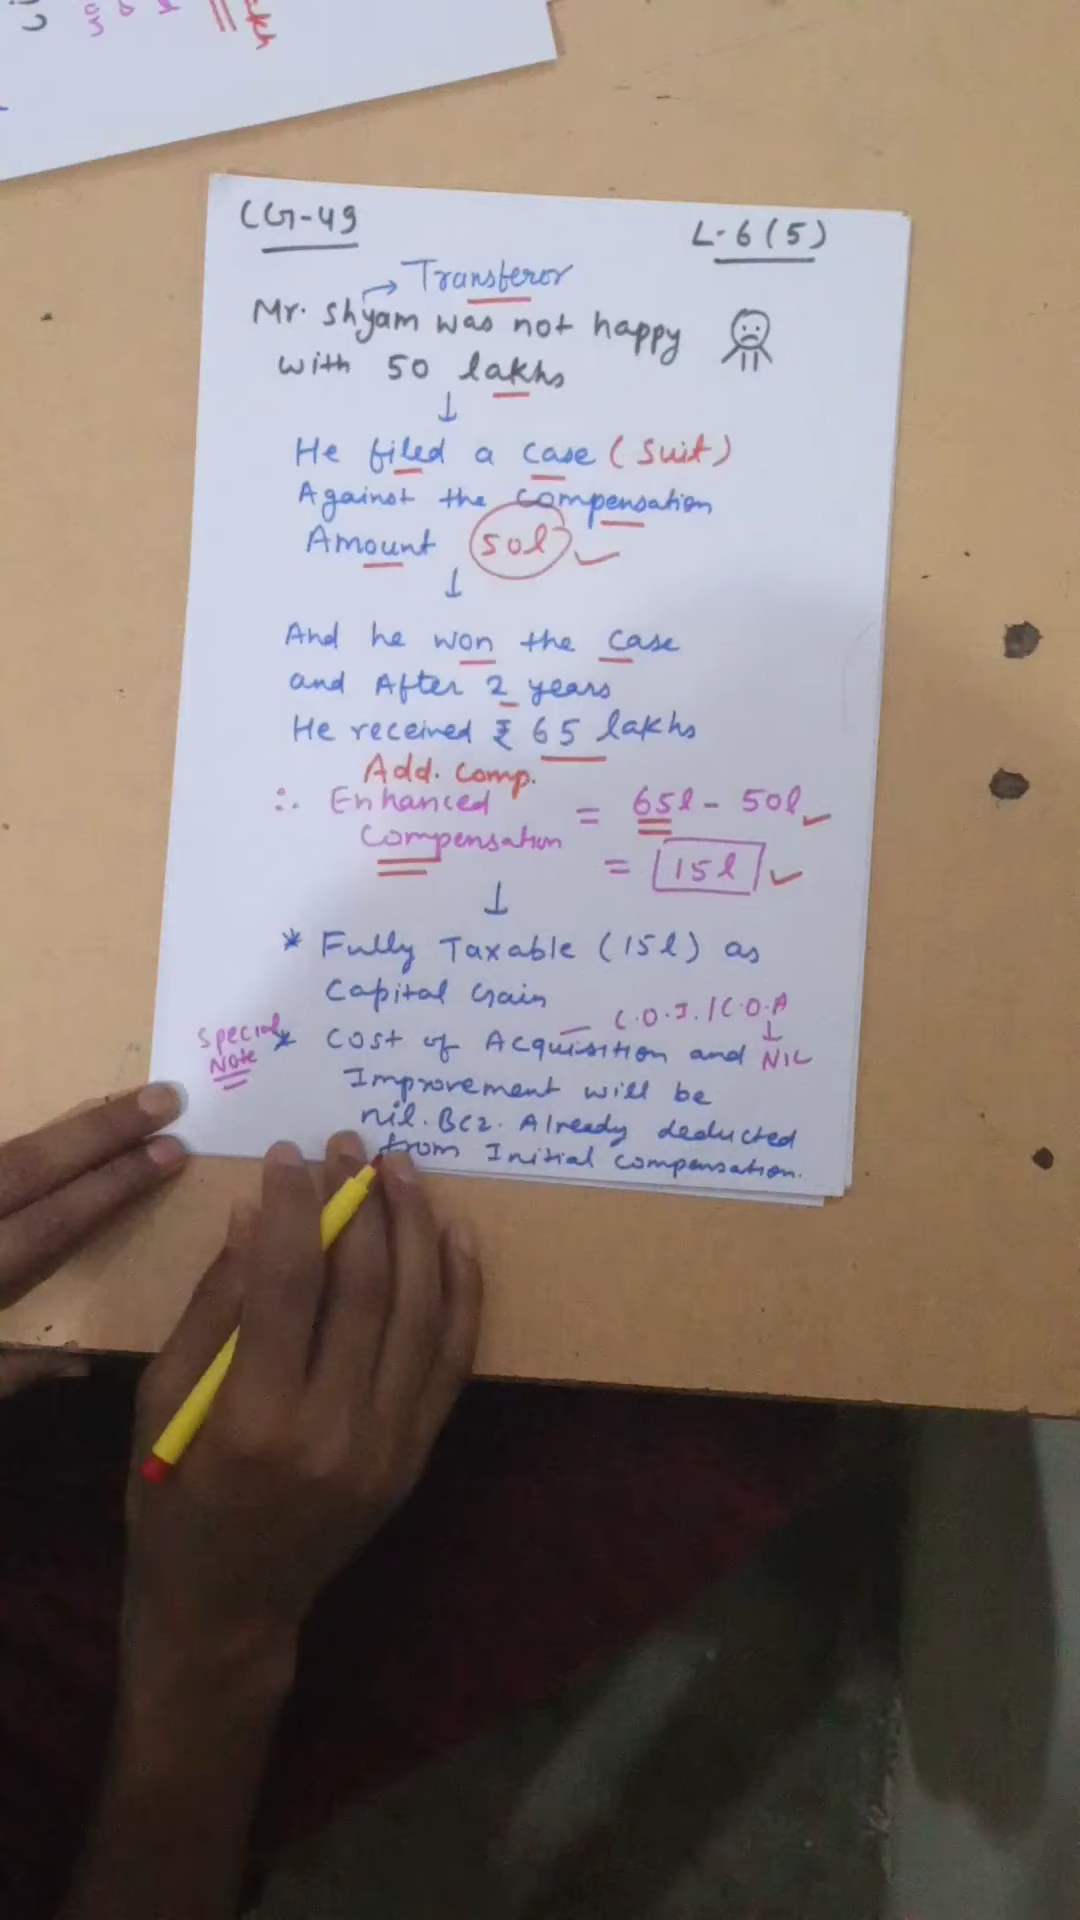 CG-49
L-6(5)
→ Transferor
Mr. Shyam was not happy
with 50 lakhs
↓
He filed a case (suit)
Against the compensation
Amount 50l ✓
↓
And he won the case
and After 2 years
He received ₹ 65 lakhs
Add. Comp.
∴ Enhanced Compensation = 65l - 50l ✓
= 15l ✓
↓
* Fully Taxable (15l) as
Capital Gain
C.O.I./C.O.A
↓
NIL
Special Note
* Cost of Acquisition and
Improvement will be
nil. Bcz. Already deducted
from Initial compensation.